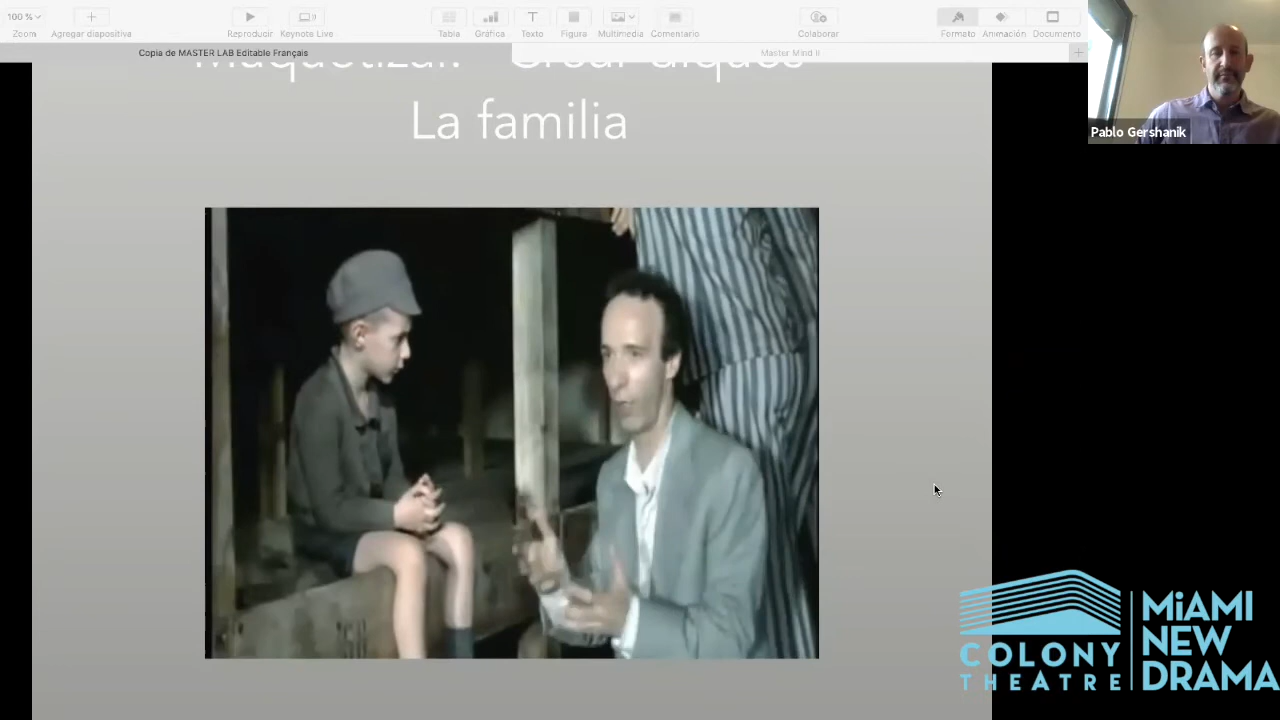 100 %
Zoom
Agregar diapositiva
Reproducir
Keynote Live
Tabla
Gráfica
Texto
Figura
Multimedia
Comentario
Colaborar
Formato
Animación
Documento
Copia de MASTER LAB Editable Français
Master Mind II
La familia
Pablo Gershanik
COLONY
THEATRE
MiAMI
NEW
DRAMA